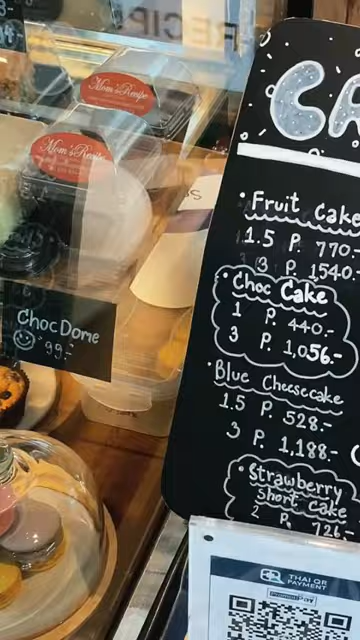 RECIPE
Mom's Recipe
Mom's Recipe
ChocDome
99.-
CA
• Fruit Cake
1.5 P. 770.-
3 P. 1540.-
• Choc Cake
1 P. 440.-
3 P. 1,056.-
• Blue Cheesecake
1.5 P. 528.-
3 P. 1,188.-
• Strawberry
Short Cake
2 P. 726.-
THAI QR
PAYMENT